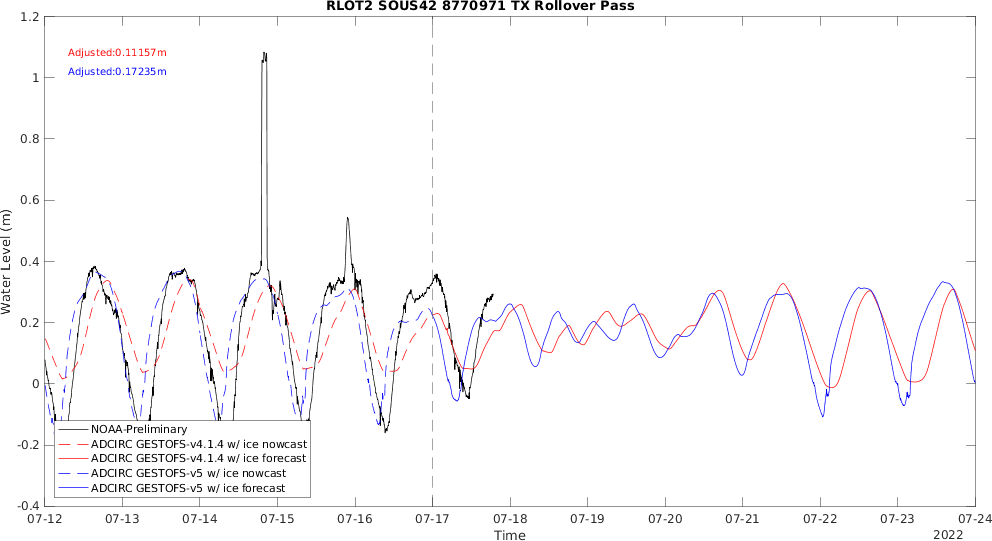 RLOT2 SOUS42 8770971 TX Rollover Pass
1.2
Adjusted:0.11157m
Adjusted:0.17235m
1
0.8
0.6
0.4
0.2
0
-0.2
-0.4
Water Level (m)
NOAA-Preliminary
ADCIRC GESTOFS-v4.1.4 w/ ice nowcast
ADCIRC GESTOFS-v4.1.4 w/ ice forecast
ADCIRC GESTOFS-v5 w/ ice nowcast
ADCIRC GESTOFS-v5 w/ ice forecast
07-12 07-13 07-14 07-15 07-16 07-17 07-18 07-19 07-20 07-21 07-22 07-23 07-24
Time
2022